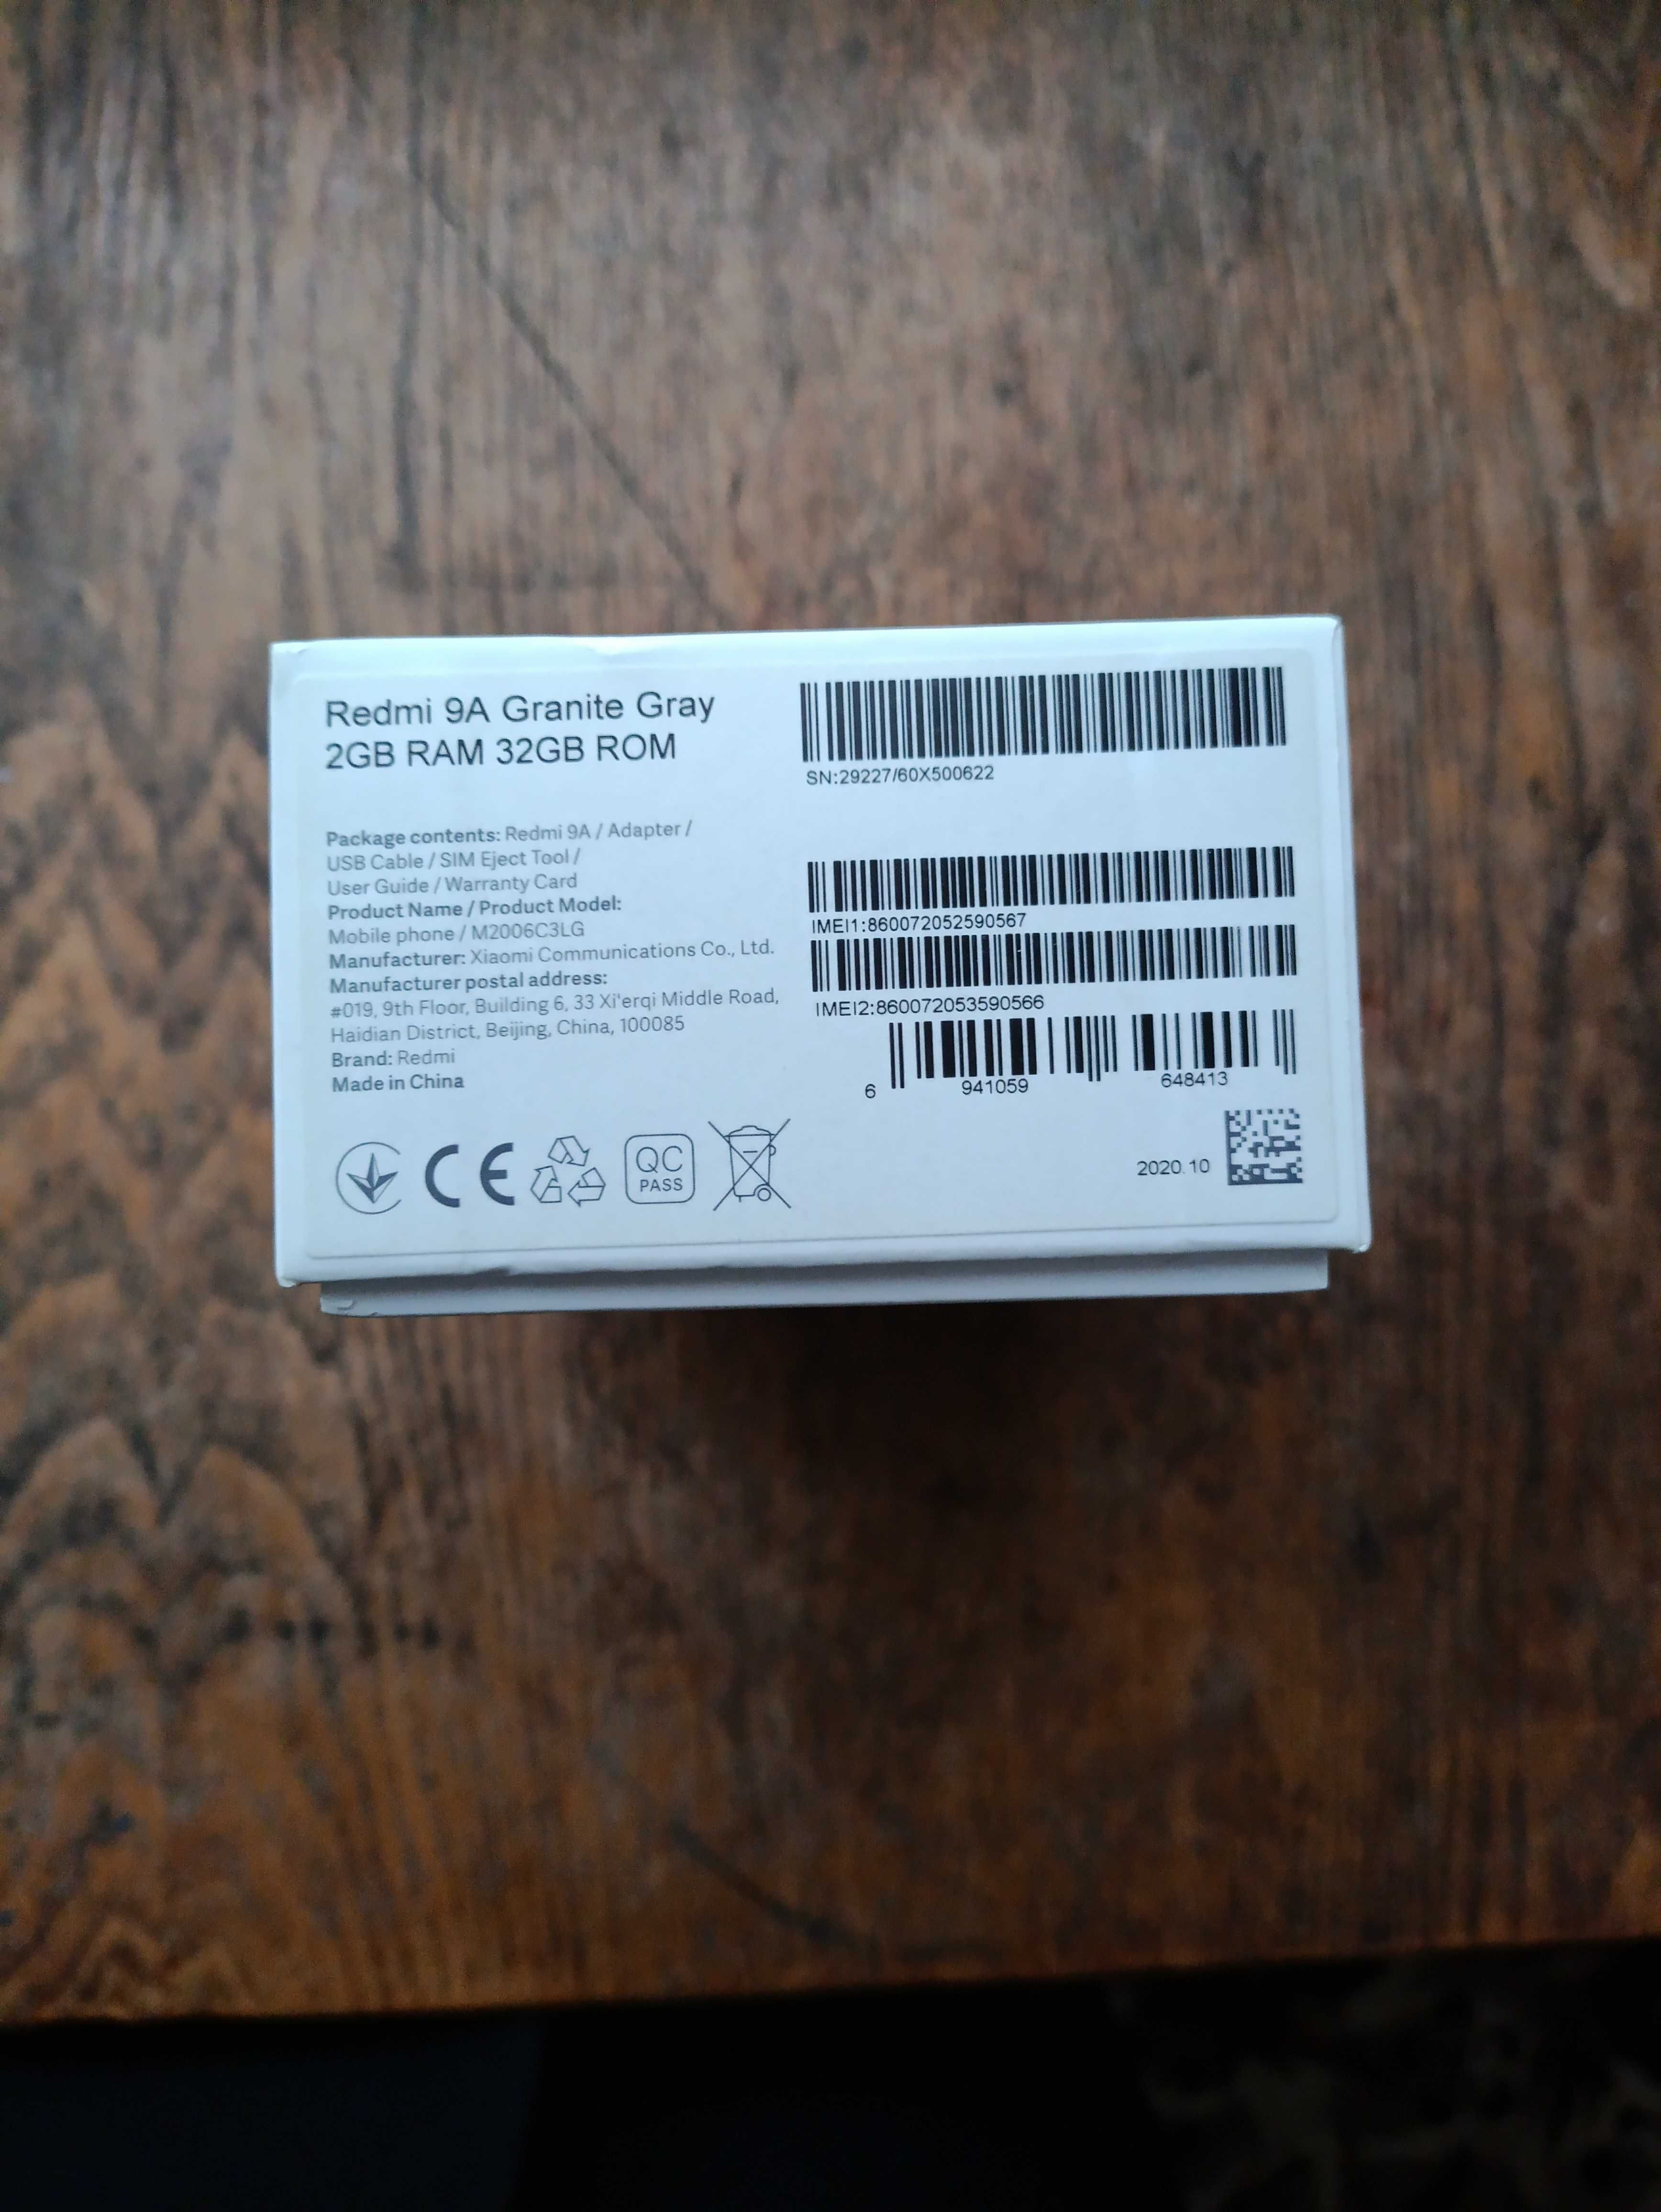 Redmi 9A Granite Gray
2GB RAM 32GB ROM
Package contents: Redmi 9A / Adapter /
USB Cable / SIM Eject Tool /
User Guide / Warranty Card
Product Name / Product Model:
Mobile phone / M2006C3LG
Manufacturer: Xiaomi Communications Co., Ltd.
Manufacturer postal address:
#019, 9th Floor, Building 6, 33 Xi'erqi Middle Road,
Haidian District, Beijing, China, 100085
Brand: Redmi
Made in China
CE
QC
PASS
SN:29227/60X500622
IMEI1:860072052590567
IMEI2:860072053590566
6 941059 648413
2020.10